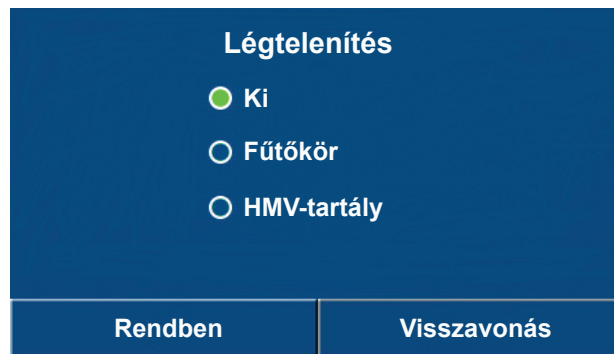 Légtelenítés
Ki
Fűtőkör
HMV-tartály
Rendben
Visszavonás